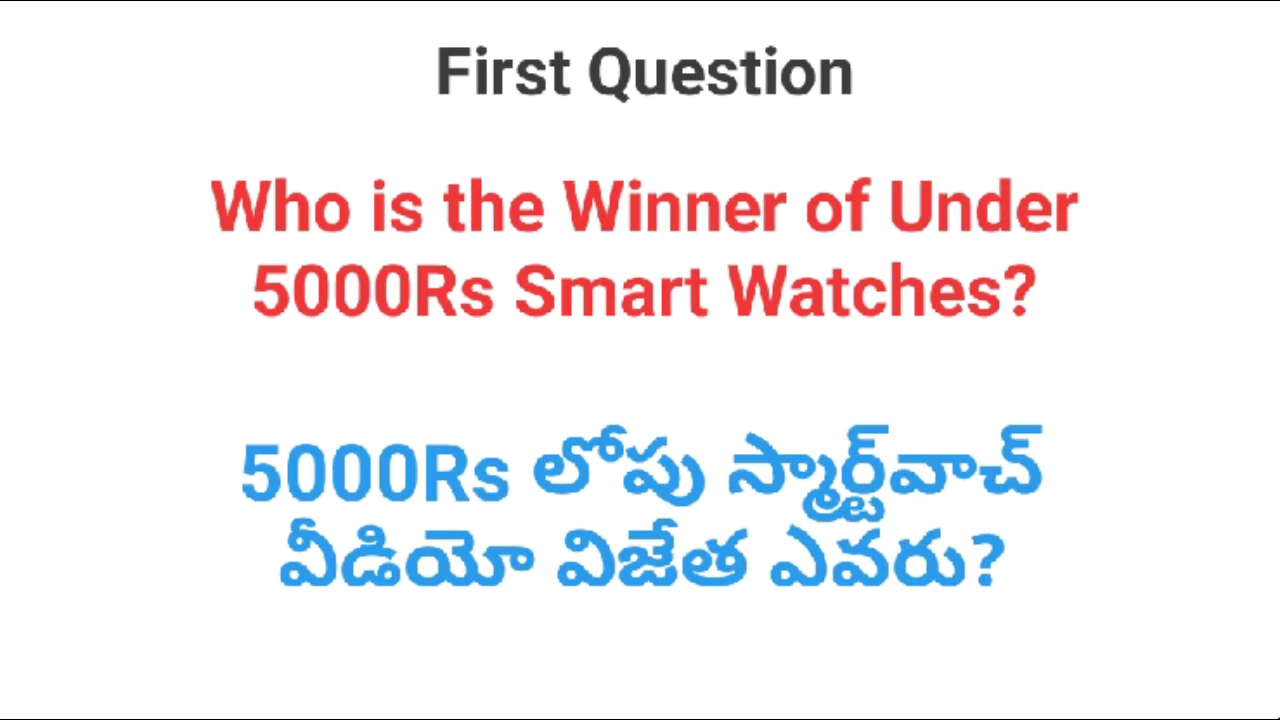 First Question
Who is the Winner of Under
5000Rs Smart Watches?
5000Rs లోపు స్మార్ట్‌వాచ్
వీడియో విజేత ఎవరు?